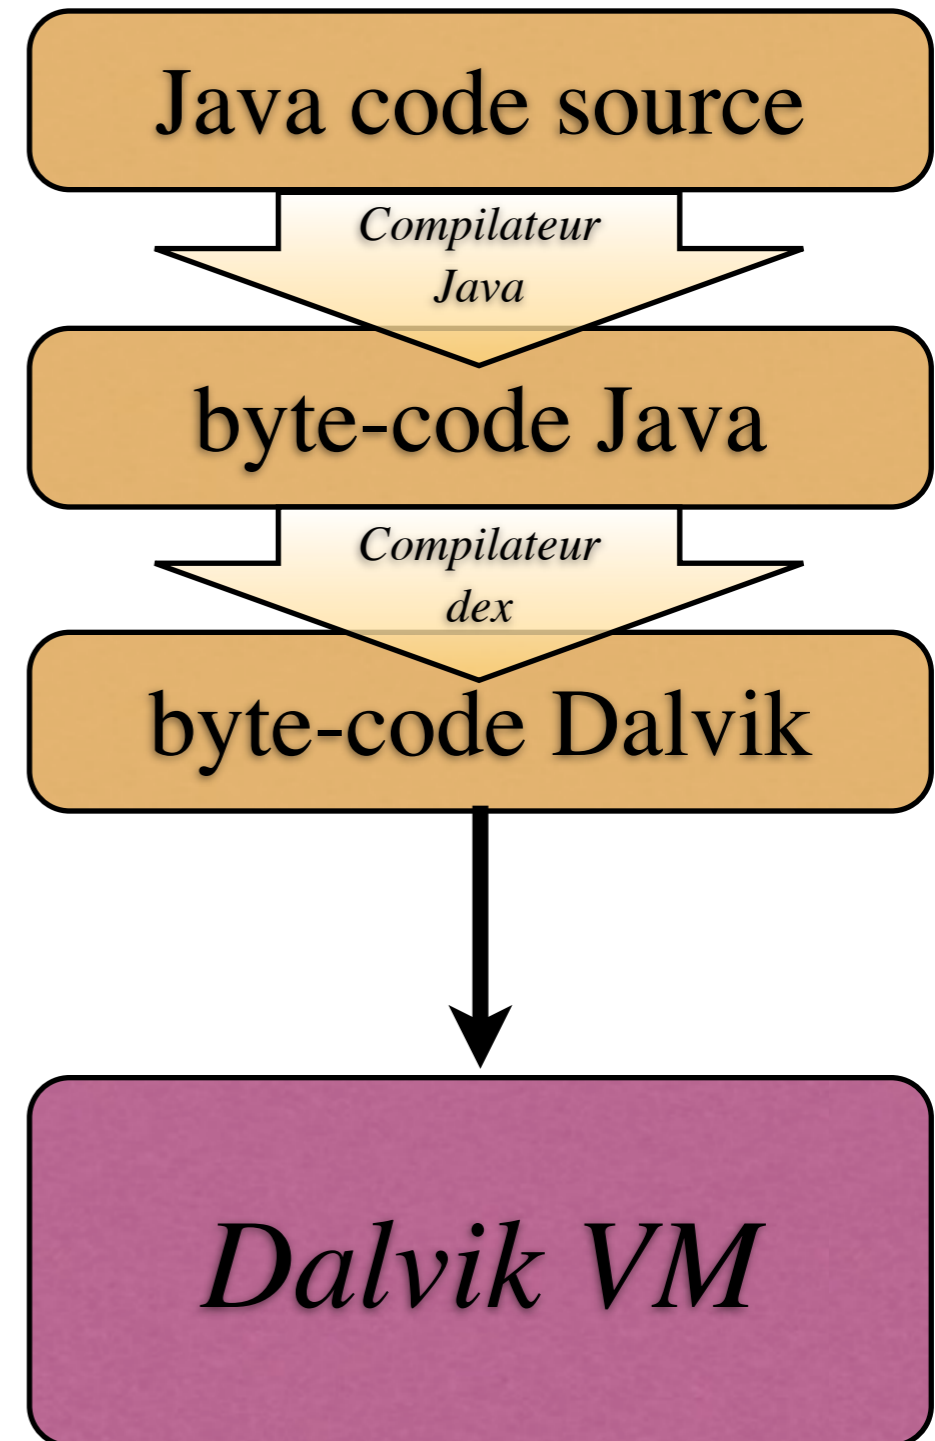 Java code source
Compilateur
Java
byte-code Java
Compilateur
dex
byte-code Dalvik
Dalvik VM